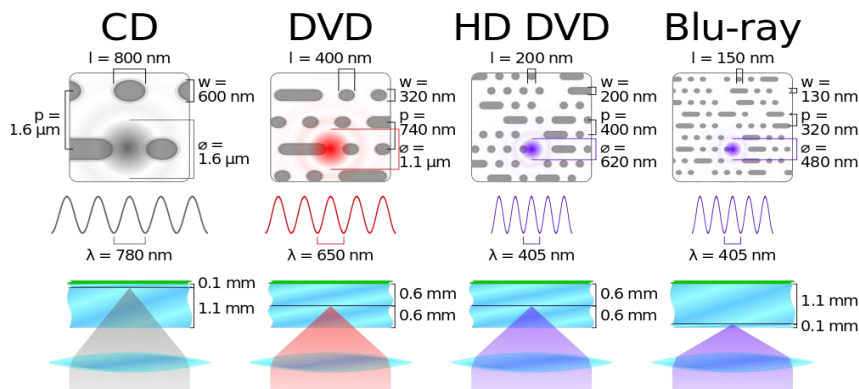 CD
l = 800 nm
w =
600 nm
p =
1.6 µm
⌀ =
1.6 µm
λ = 780 nm
0.1 mm
1.1 mm
DVD
l = 400 nm
w =
320 nm
p =
740 nm
⌀ =
1.1 µm
λ = 650 nm
0.6 mm
0.6 mm
HD DVD
l = 200 nm
w =
200 nm
p =
400 nm
⌀ =
620 nm
λ = 405 nm
0.6 mm
0.6 mm
Blu-ray
l = 150 nm
w =
130 nm
p =
320 nm
⌀ =
480 nm
λ = 405 nm
1.1 mm
0.1 mm